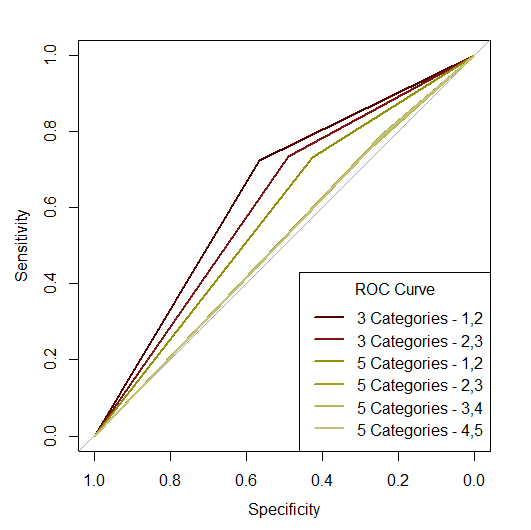 1.0
0.8
0.6
0.4
0.2
0.0
Sensitivity
ROC Curve
3 Categories - 1,2
3 Categories - 2,3
5 Categories - 1,2
5 Categories - 2,3
5 Categories - 3,4
5 Categories - 4,5
1.0 0.8 0.6 0.4 0.2 0.0
Specificity